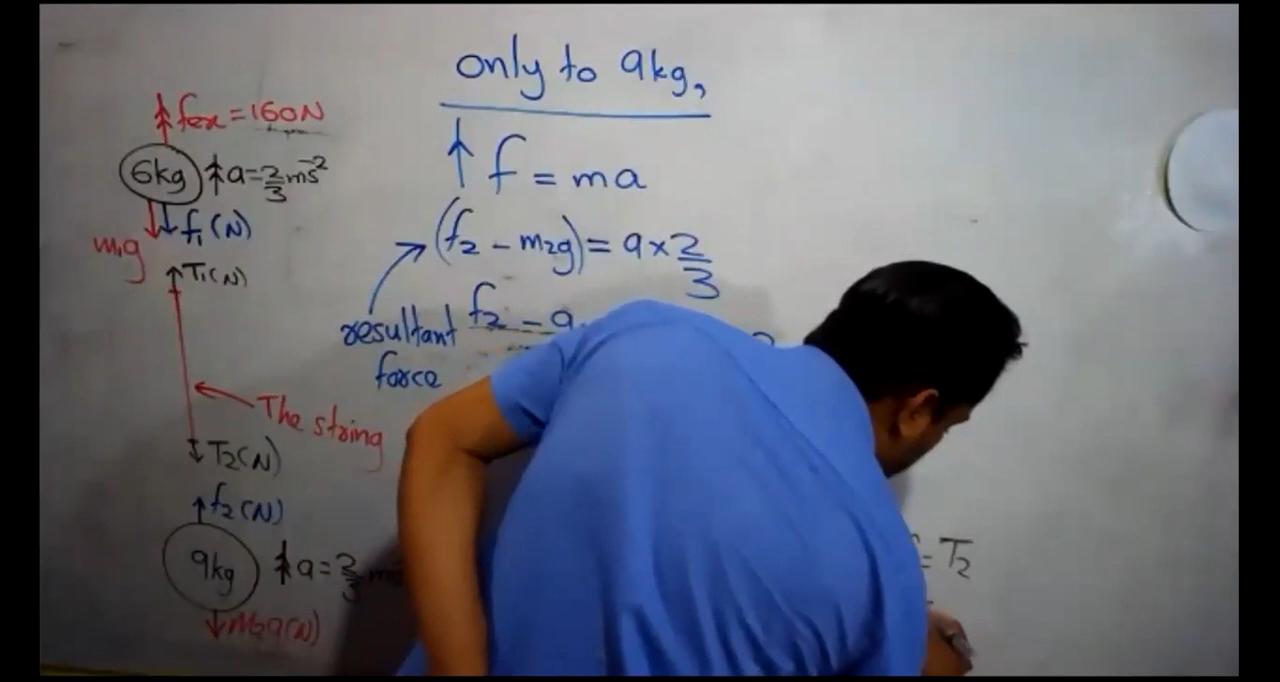 only to 9kg,
↑ fex = 160N
6kg ↑ a = 2/3 ms⁻²
↓ ↓ f₁(N)
m₁g
↑ T₁(N)
The string
↓ T₂(N)
↑ f₂(N)
9kg ↑ a = 2/3
↓ m₂g(N)
↑ f = ma
(f₂ - m₂g) = 9 × 2/3
resultant
force
f₂ - 9
= T₂